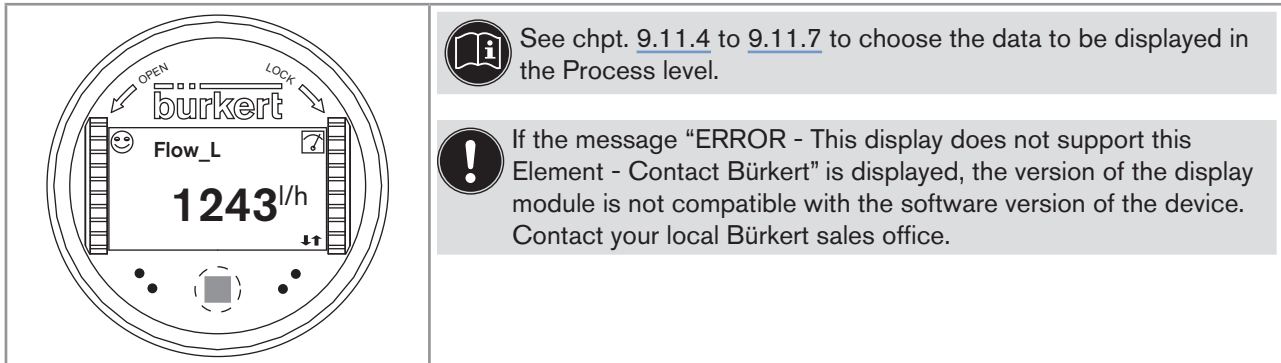 OPEN
LOCK
bürkert
Flow_L
1243 l/h
See chpt. 9.11.4 to 9.11.7 to choose the data to be displayed in
the Process level.
If the message “ERROR - This display does not support this
Element - Contact Bürkert” is displayed, the version of the display
module is not compatible with the software version of the device.
Contact your local Bürkert sales office.